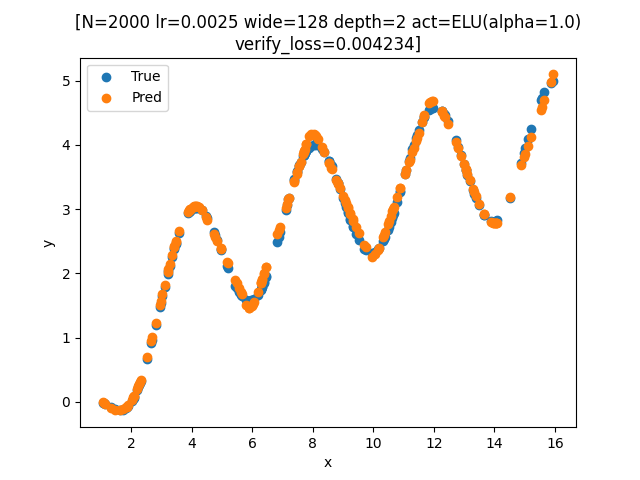 [N=2000 lr=0.0025 wide=128 depth=2 act=ELU(alpha=1.0)
verify_loss=0.004234]
True
Pred
5
4
3
2
1
0
y
2 4 6 8 10 12 14 16
x